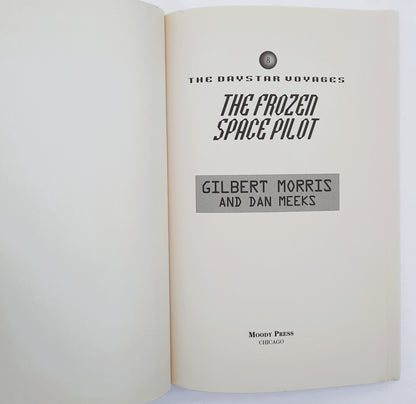 8
THE DAYSTAR VOYAGES
THE FROZEN
SPACE PILOT
GILBERT MORRIS
AND DAN MEEKS
MOODY PRESS
CHICAGO